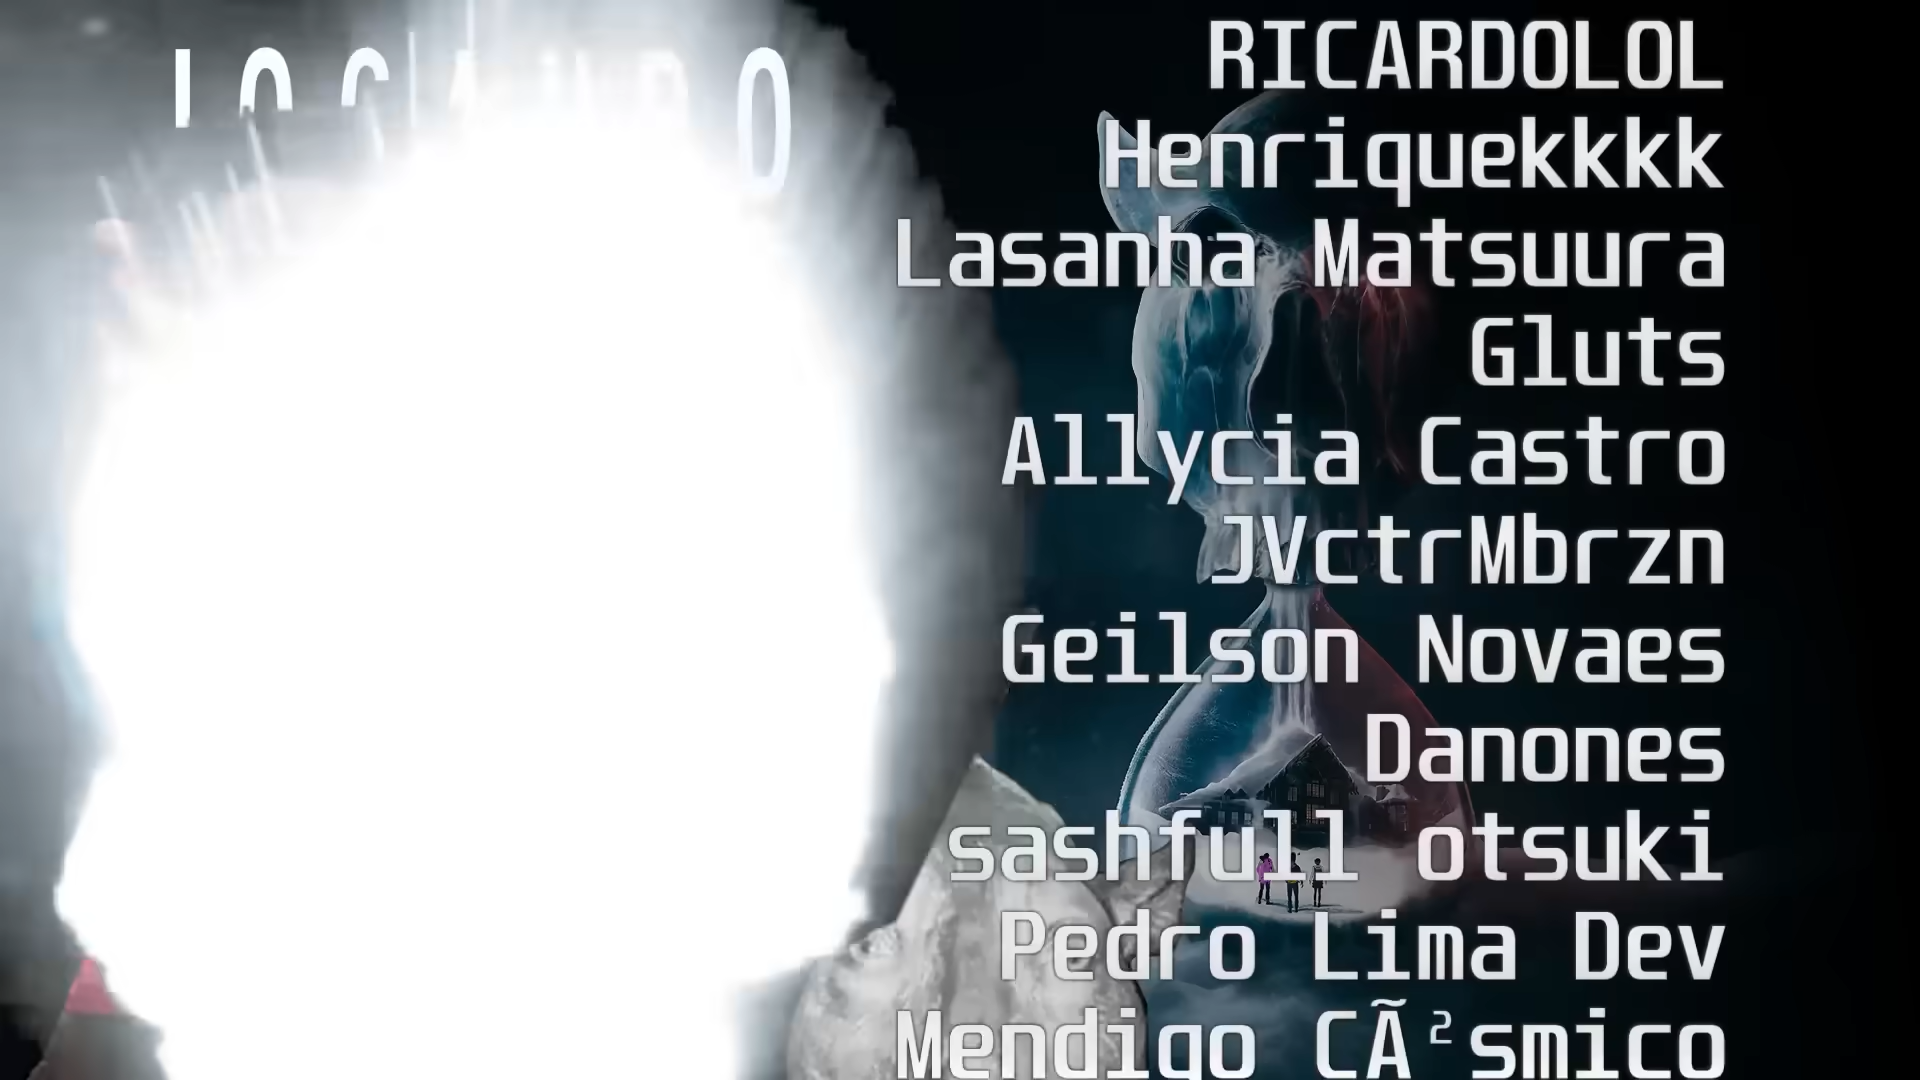 RICARDOLOL
Henriquekkkk
Lasanha Matsuura
Gluts
Allycia Castro
JVctrMbrzn
Geilson Novaes
Danones
sashfull otsuki
Pedro Lima Dev
Mendigo CÃ²smico